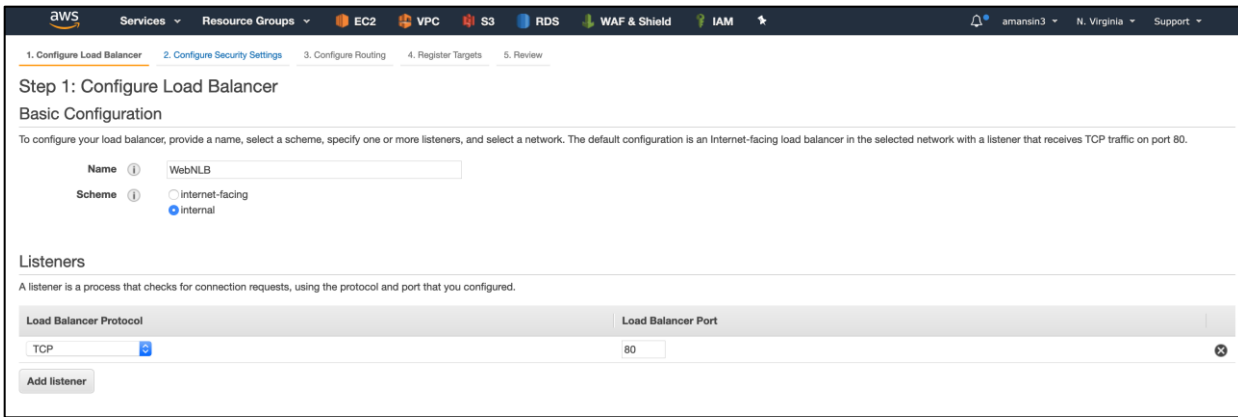 aws Services Resource Groups EC2 VPC S3 RDS WAF & Shield IAM amansin3 N. Virginia Support
1. Configure Load Balancer 2. Configure Security Settings 3. Configure Routing 4. Register Targets 5. Review
Step 1: Configure Load Balancer
Basic Configuration
To configure your load balancer, provide a name, select a scheme, specify one or more listeners, and select a network. The default configuration is an Internet-facing load balancer in the selected network with a listener that receives TCP traffic on port 80.
Name i WebNLB
Scheme i internet-facing
internal
Listeners
A listener is a process that checks for connection requests, using the protocol and port that you configured.
Load Balancer Protocol Load Balancer Port
TCP 80
Add listener